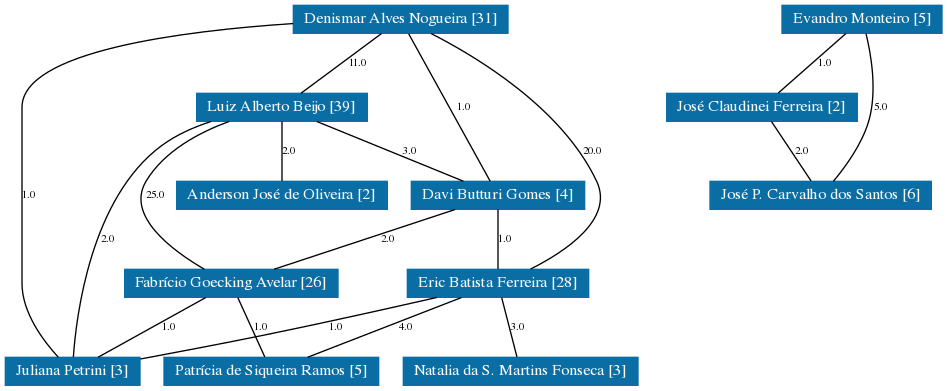 Denismar Alves Nogueira [31]
Evandro Monteiro [5]
11.0
1.0
Luiz Alberto Beijo [39]
1.0
José Claudinei Ferreira [2]
5.0
2.0
3.0
20.0
2.0
Anderson José de Oliveira [2]
Davi Butturi Gomes [4]
José P. Carvalho dos Santos [6]
1.0
25.0
2.0
2.0
1.0
Fabrício Goecking Avelar [26]
Eric Batista Ferreira [28]
1.0
1.0
1.0
4.0
3.0
Juliana Petrini [3]
Patrícia de Siqueira Ramos [5]
Natalia da S. Martins Fonseca [3]